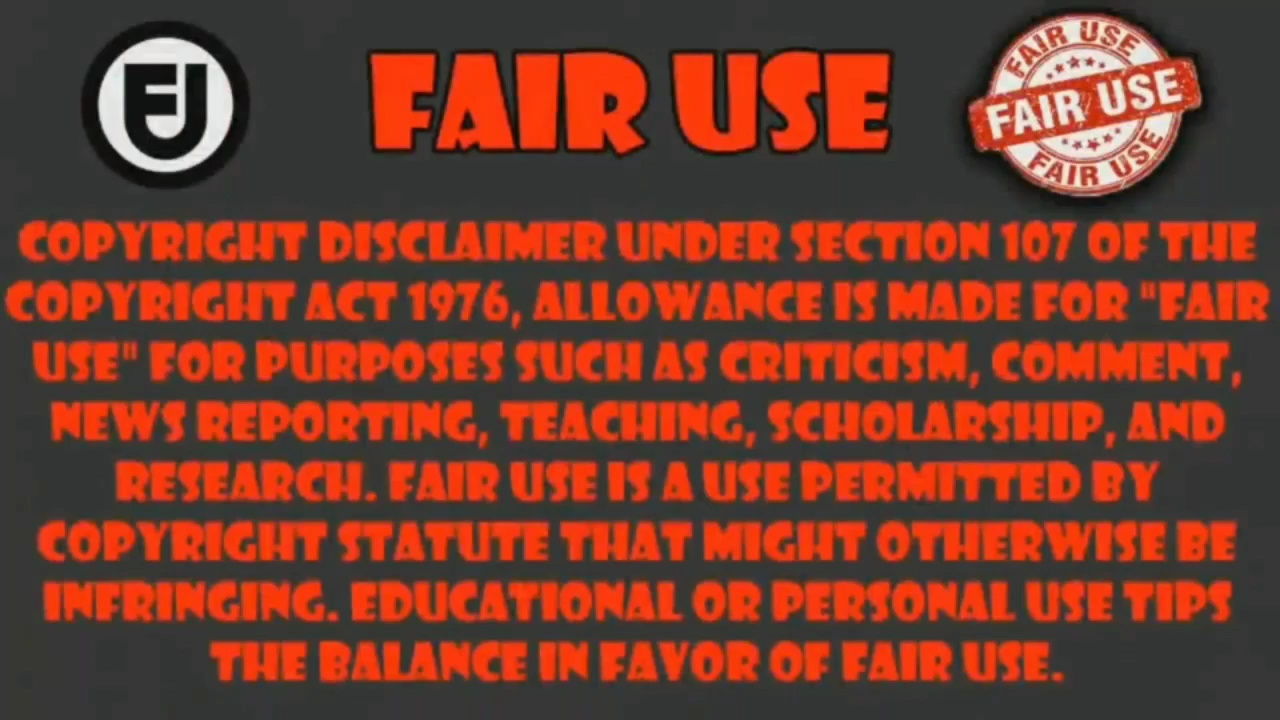 FAIR USE
FAIR USE
FAIR USE
FAIR USE
COPYRIGHT DISCLAIMER UNDER SECTION 107 OF THE
COPYRIGHT ACT 1976, ALLOWANCE IS MADE FOR "FAIR
USE" FOR PURPOSES SUCH AS CRITICISM, COMMENT,
NEWS REPORTING, TEACHING, SCHOLARSHIP, AND
RESEARCH. FAIR USE IS A USE PERMITTED BY
COPYRIGHT STATUTE THAT MIGHT OTHERWISE BE
INFRINGING. EDUCATIONAL OR PERSONAL USE TIPS
THE BALANCE IN FAVOR OF FAIR USE.